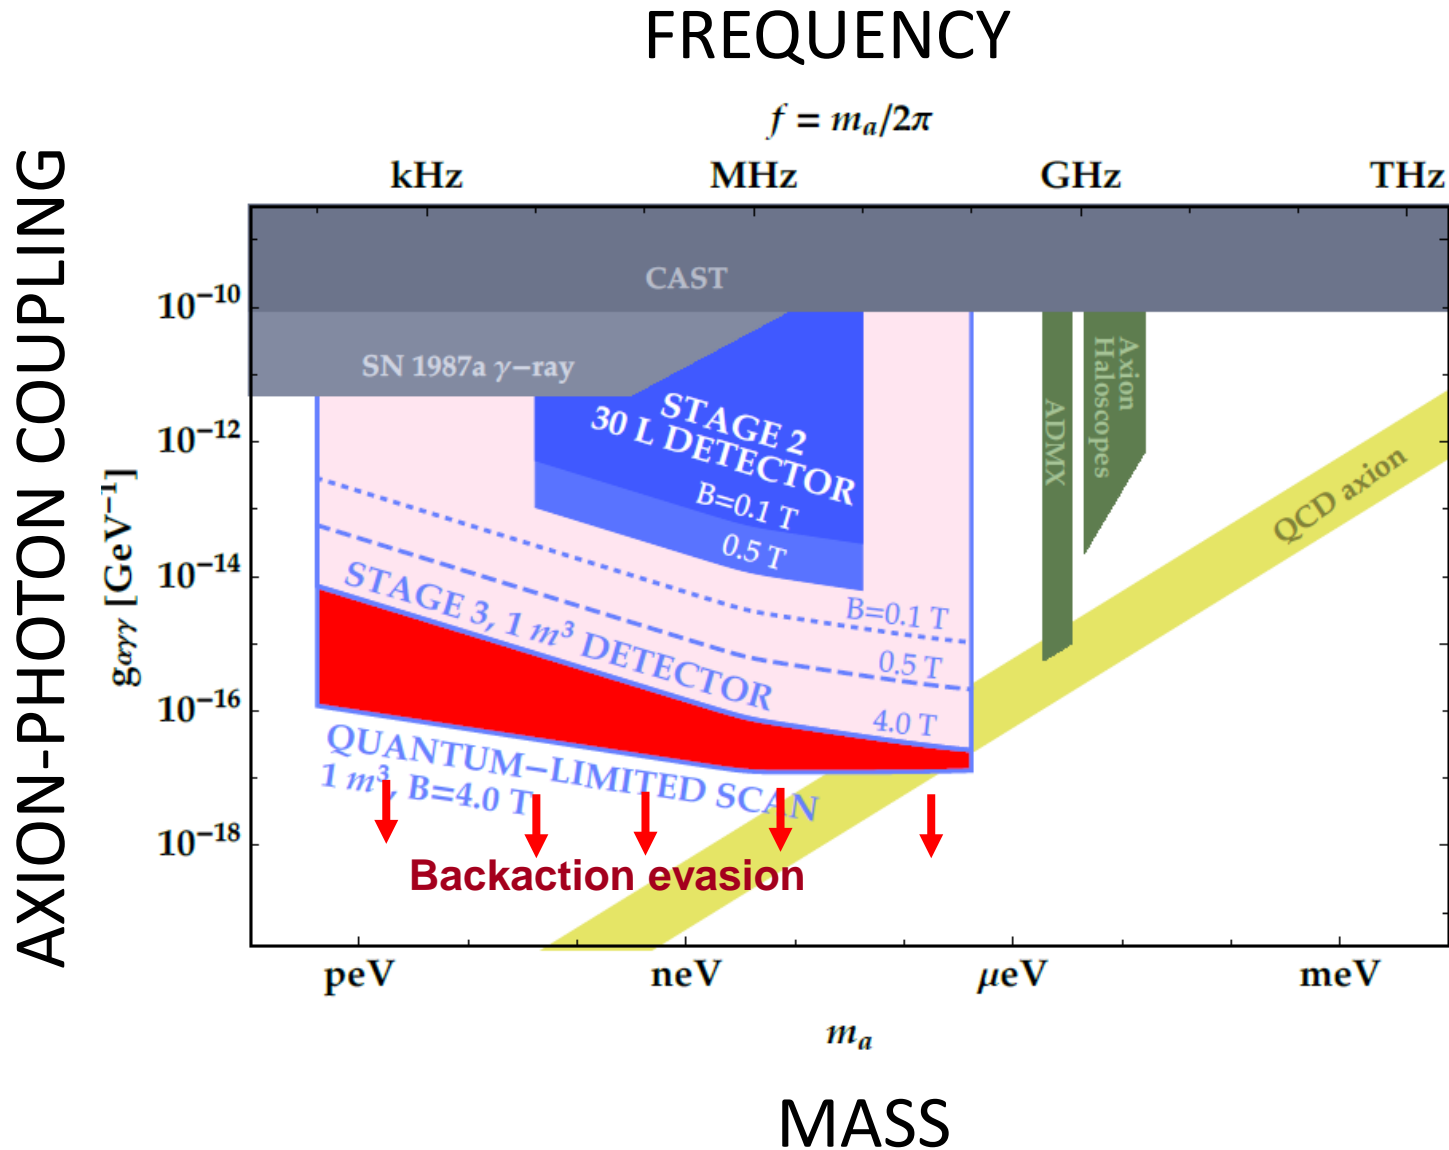 FREQUENCY
f = mₐ/2π
kHz MHz GHz THz
AXION-PHOTON COUPLING
gαγγ [GeV⁻¹]
10⁻¹⁰
10⁻¹²
10⁻¹⁴
10⁻¹⁶
10⁻¹⁸
CAST
SN 1987a γ-ray
STAGE 2
30 L DETECTOR
B=0.1 T
0.5 T
ADMX
Axion
Haloscopes
QCD axion
B=0.1 T
0.5 T
4.0 T
STAGE 3, 1 m³ DETECTOR
QUANTUM-LIMITED SCAN
1 m³, B=4.0 T
Backaction evasion
peV neV μeV meV
mₐ
MASS